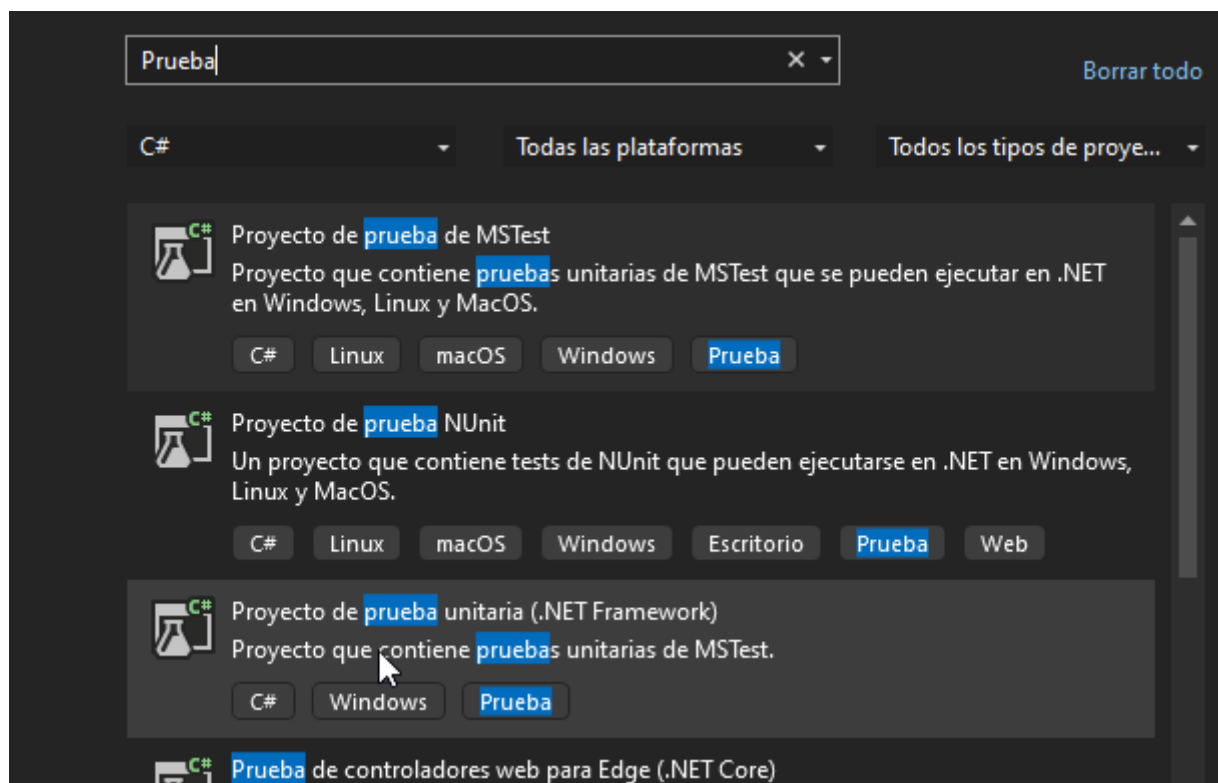 Prueba
Borrar todo
C#
Todas las plataformas
Todos los tipos de proye...
C#
Proyecto de prueba de MSTest
Proyecto que contiene pruebas unitarias de MSTest que se pueden ejecutar en .NET
en Windows, Linux y MacOS.
C# Linux macOS Windows Prueba
C#
Proyecto de prueba NUnit
Un proyecto que contiene tests de NUnit que pueden ejecutarse en .NET en Windows,
Linux y MacOS.
C# Linux macOS Windows Escritorio Prueba Web
C#
Proyecto de prueba unitaria (.NET Framework)
Proyecto que contiene pruebas unitarias de MSTest.
C# Windows Prueba
C#
Prueba de controladores web para Edge (.NET Core)